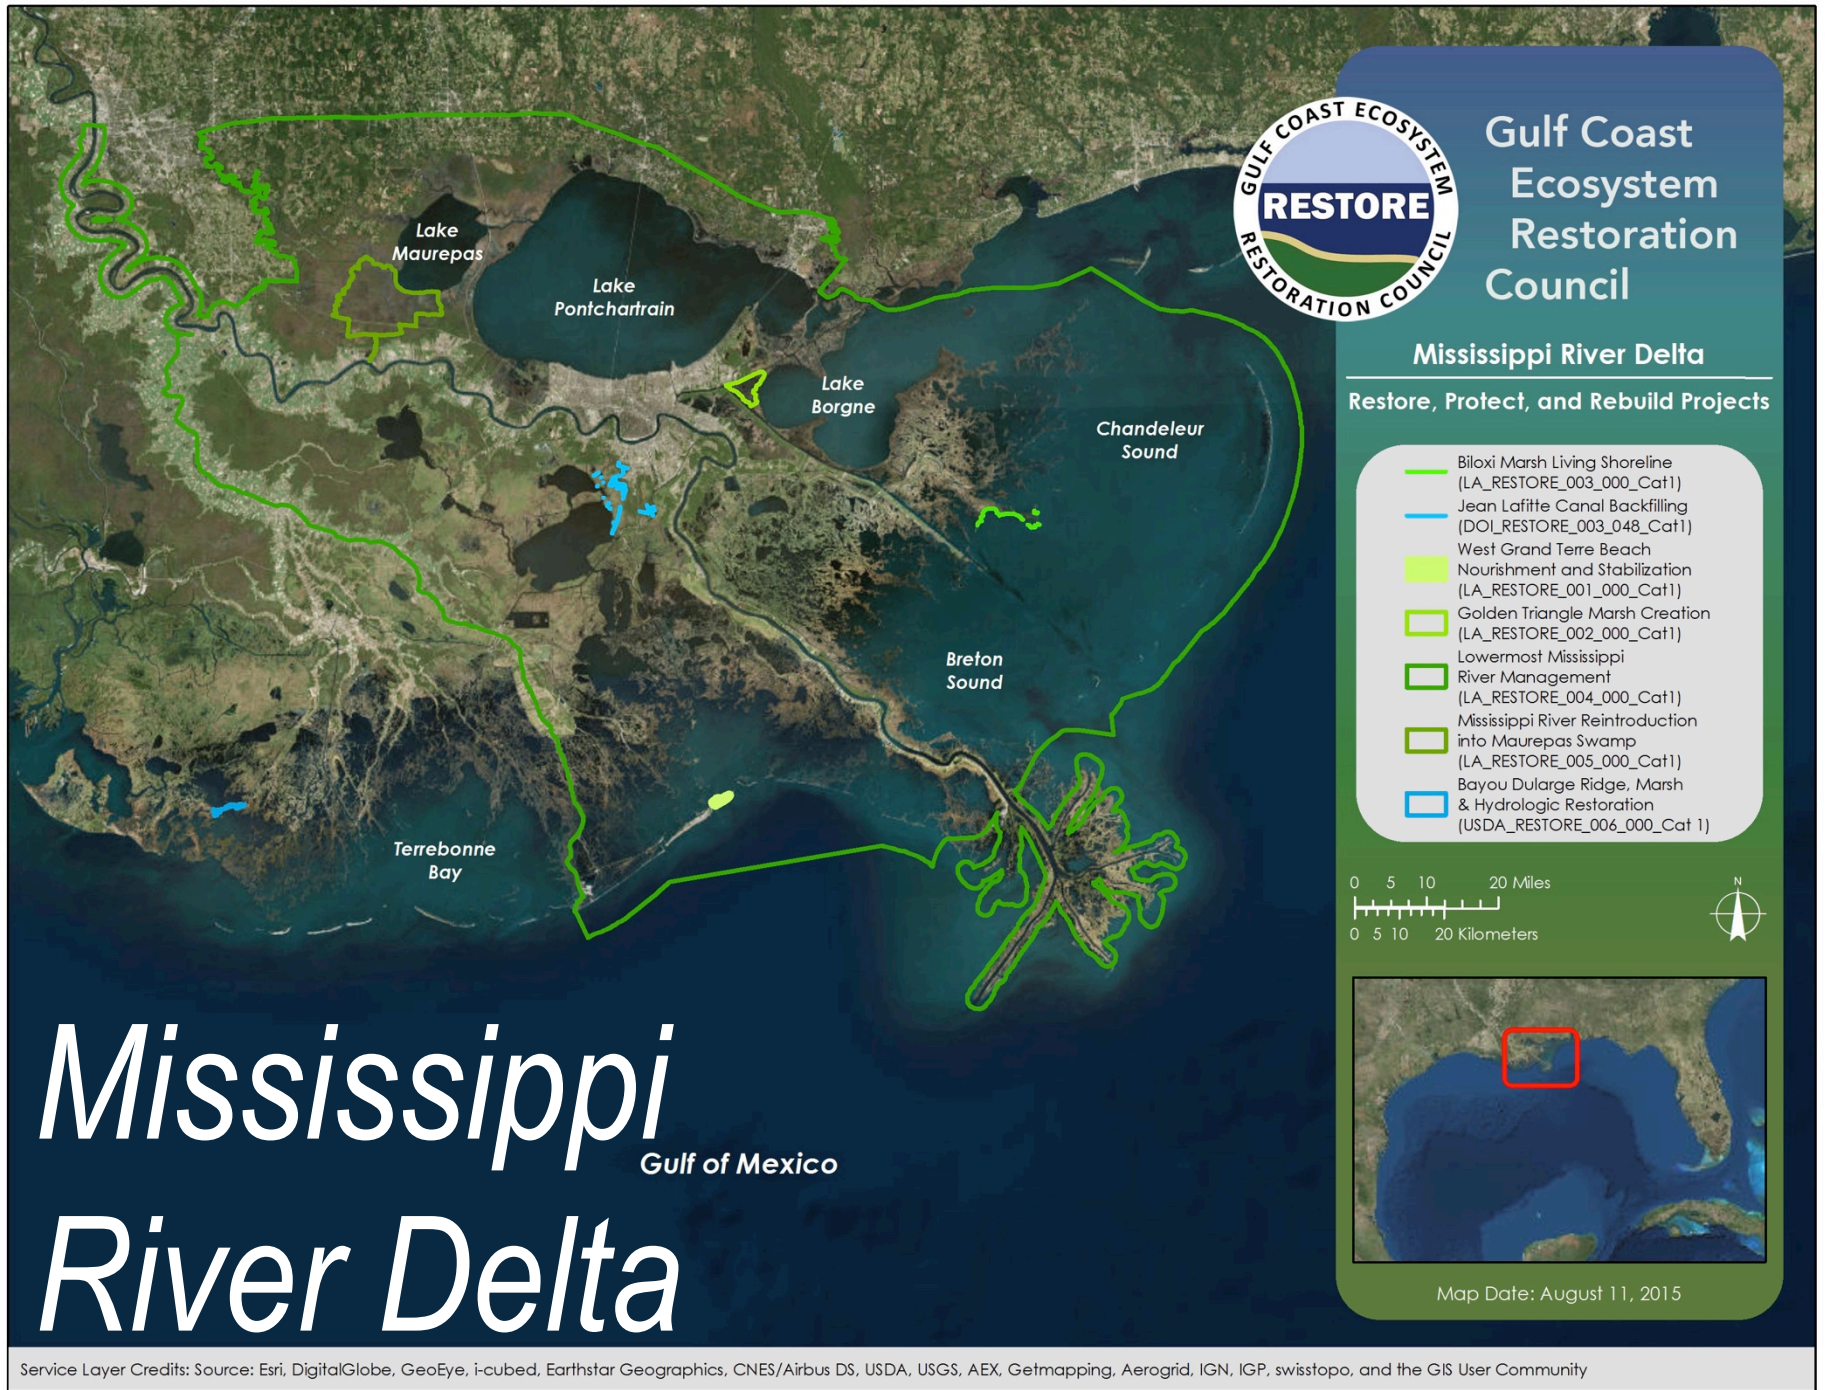 Lake
Maurepas
Lake
Pontchartrain
Lake
Borgne
Chandeleur
Sound
Breton
Sound
Terrebonne
Bay
Gulf of Mexico
Mississippi
River Delta
GULF COAST ECOSYSTEM
RESTORE
RESTORATION COUNCIL
Gulf Coast
Ecosystem
Restoration
Council
Mississippi River Delta
Restore, Protect, and Rebuild Projects
Biloxi Marsh Living Shoreline
(LA_RESTORE_003_000_Cat1)
Jean Lafitte Canal Backfilling
(DOI_RESTORE_003_048_Cat1)
West Grand Terre Beach
Nourishment and Stabilization
(LA_RESTORE_001_000_Cat1)
Golden Triangle Marsh Creation
(LA_RESTORE_002_000_Cat1)
Lowermost Mississippi
River Management
(LA_RESTORE_004_000_Cat1)
Mississippi River Reintroduction
into Maurepas Swamp
(LA_RESTORE_005_000_Cat1)
Bayou Dularge Ridge, Marsh
& Hydrologic Restoration
(USDA_RESTORE_006_000_Cat 1)
0 5 10 20 Miles
0 5 10 20 Kilometers
N
Map Date: August 11, 2015
Service Layer Credits: Source: Esri, DigitalGlobe, GeoEye, i-cubed, Earthstar Geographics, CNES/Airbus DS, USDA, USGS, AEX, Getmapping, Aerogrid, IGN, IGP, swisstopo, and the GIS User Community